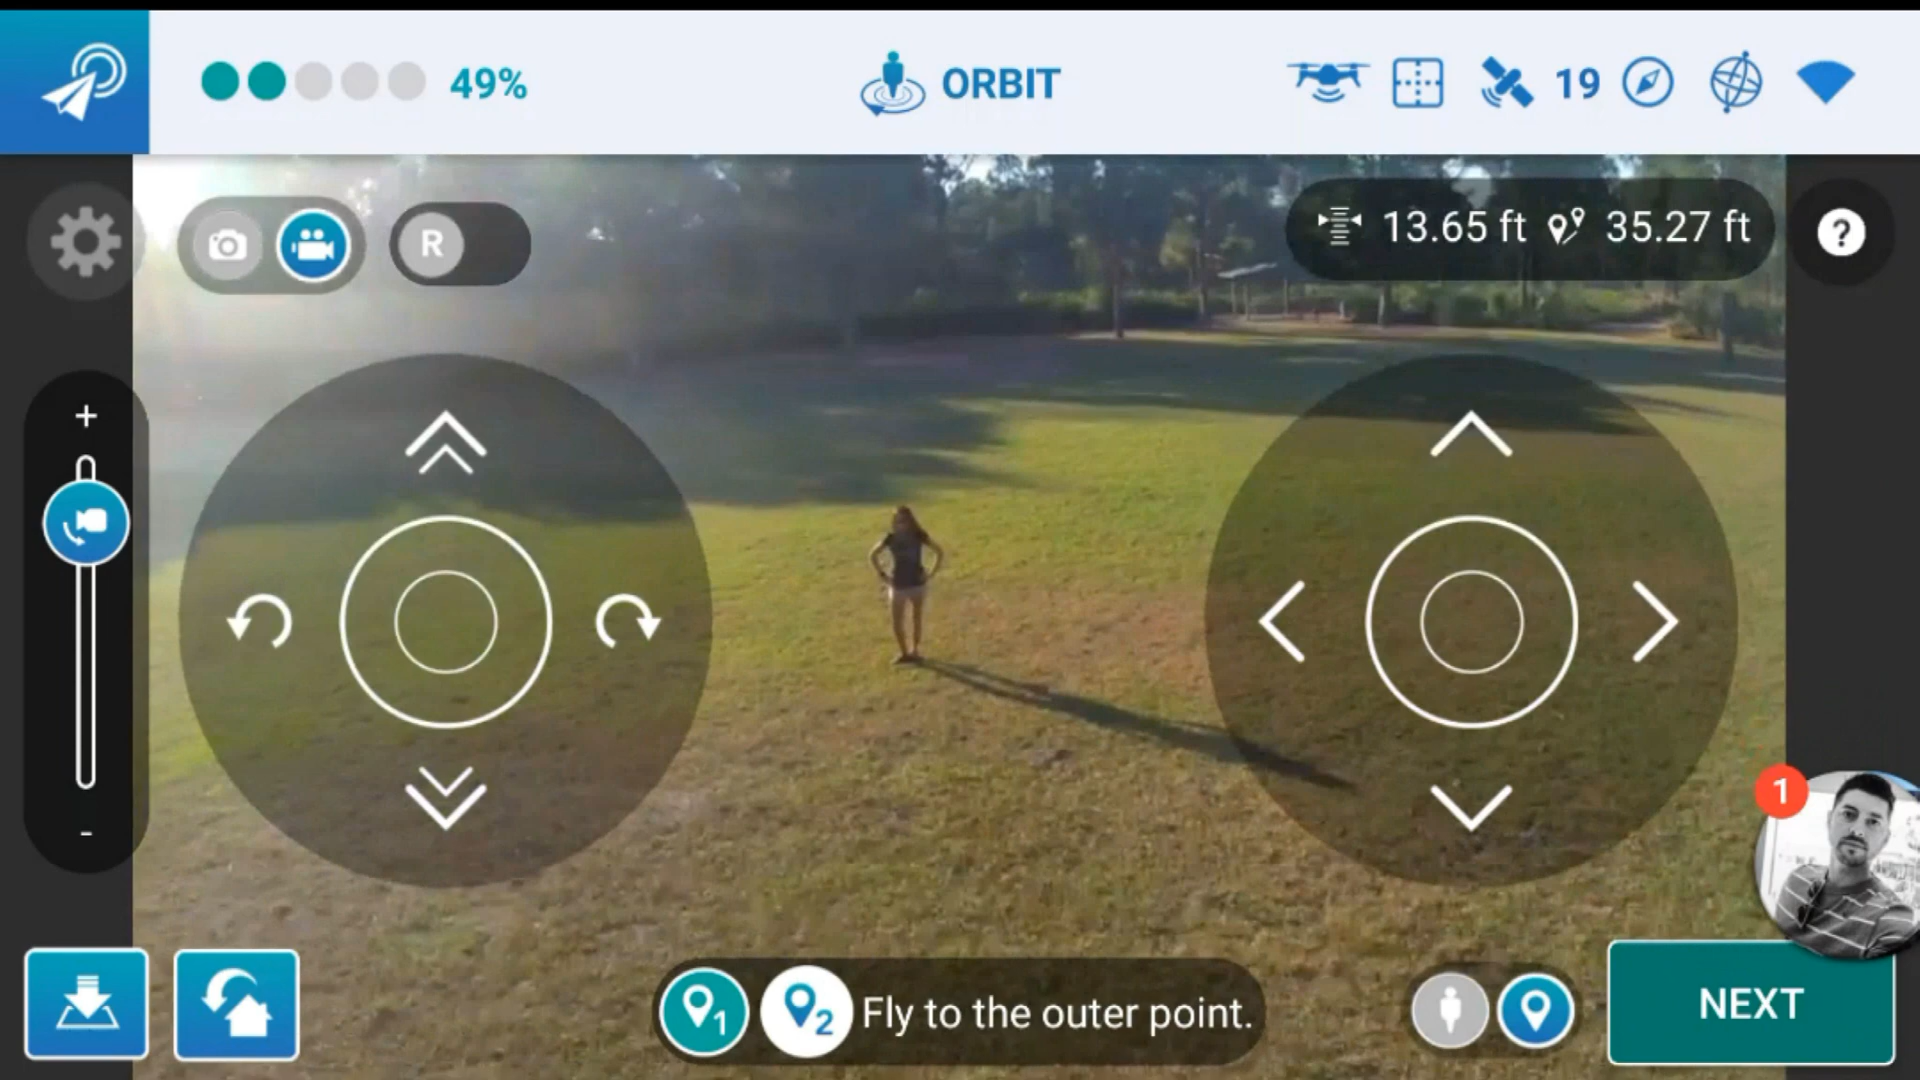 49%
ORBIT
19
R
13.65 ft
35.27 ft
?
+
-
1
1
2
Fly to the outer point.
NEXT